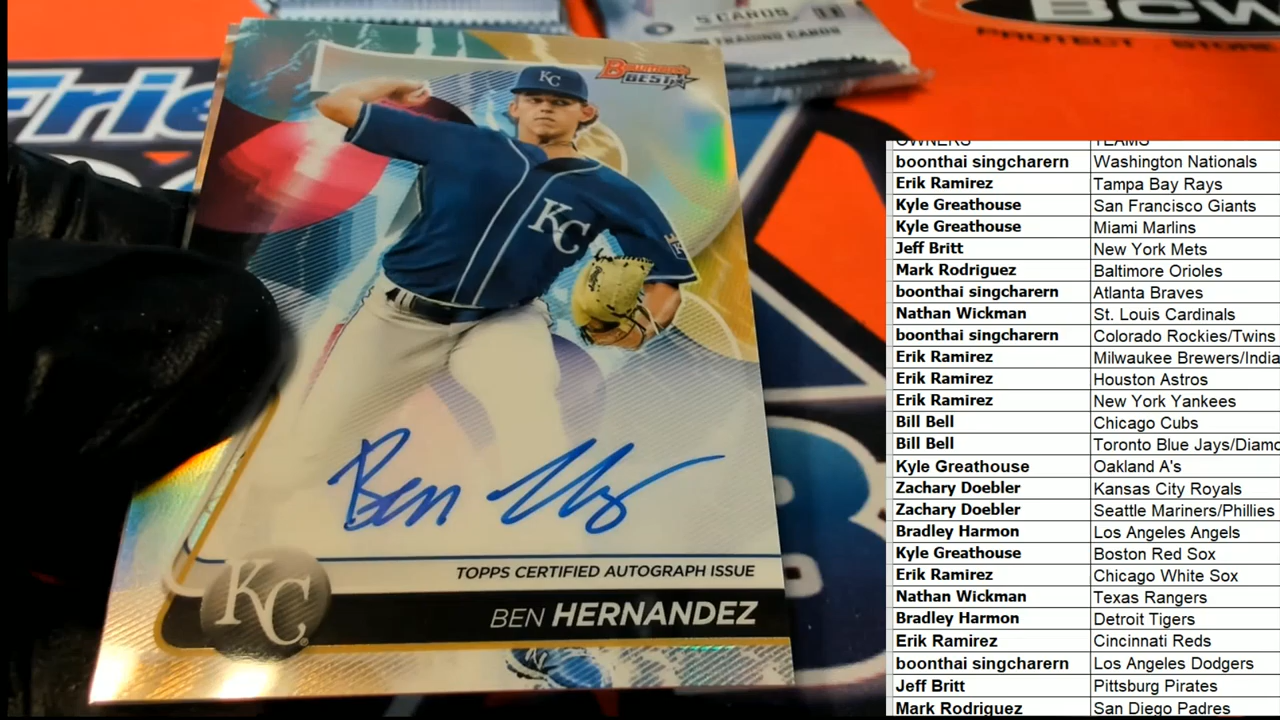 5 CARDS
TRADING CARDS
BCW
PROTECT STORE
Frie
KC
Bowman's
BEST
KC
Ben
TOPPS CERTIFIED AUTOGRAPH ISSUE
KC
BEN HERNANDEZ
OWNERS TEAMS
boonthai singcharern Washington Nationals
Erik Ramirez Tampa Bay Rays
Kyle Greathouse San Francisco Giants
Kyle Greathouse Miami Marlins
Jeff Britt New York Mets
Mark Rodriguez Baltimore Orioles
boonthai singcharern Atlanta Braves
Nathan Wickman St. Louis Cardinals
boonthai singcharern Colorado Rockies/Twins
Erik Ramirez Milwaukee Brewers/India
Erik Ramirez Houston Astros
Erik Ramirez New York Yankees
Bill Bell Chicago Cubs
Bill Bell Toronto Blue Jays/Diamo
Kyle Greathouse Oakland A's
Zachary Doebler Kansas City Royals
Zachary Doebler Seattle Mariners/Phillies
Bradley Harmon Los Angeles Angels
Kyle Greathouse Boston Red Sox
Erik Ramirez Chicago White Sox
Nathan Wickman Texas Rangers
Bradley Harmon Detroit Tigers
Erik Ramirez Cincinnati Reds
boonthai singcharern Los Angeles Dodgers
Jeff Britt Pittsburg Pirates
Mark Rodriguez San Diego Padres